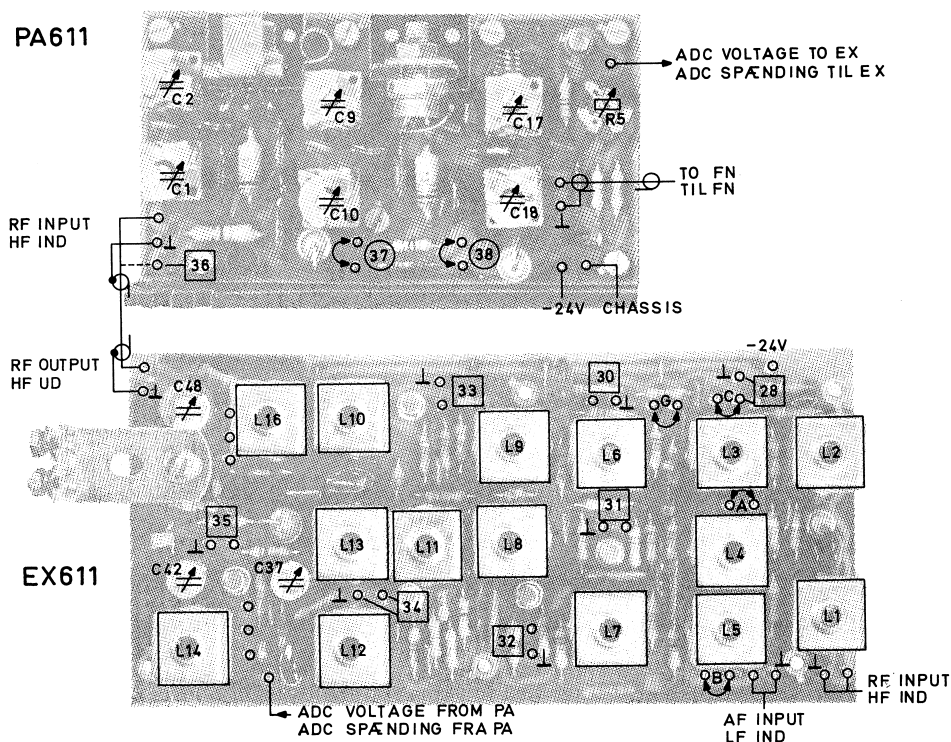 PA611
ADC VOLTAGE TO EX
ADC SPÆNDING TIL EX
C2
C9
C17
R5
C1
C10
C18
TO FN
TIL FN
RF INPUT
HF IND
36
37
38
-24V CHASSIS
RF OUTPUT
HF UD
-24V
C48
33
30
G
C
28
L16
L10
L9
L6
L3
L2
A
35
31
L13
L11
L8
L4
EX611
C42
C37
34
L1
L14
L12
32
L7
L5
B
RF INPUT
HF IND
ADC VOLTAGE FROM PA
ADC SPÆNDING FRA PA
AF INPUT
LF IND